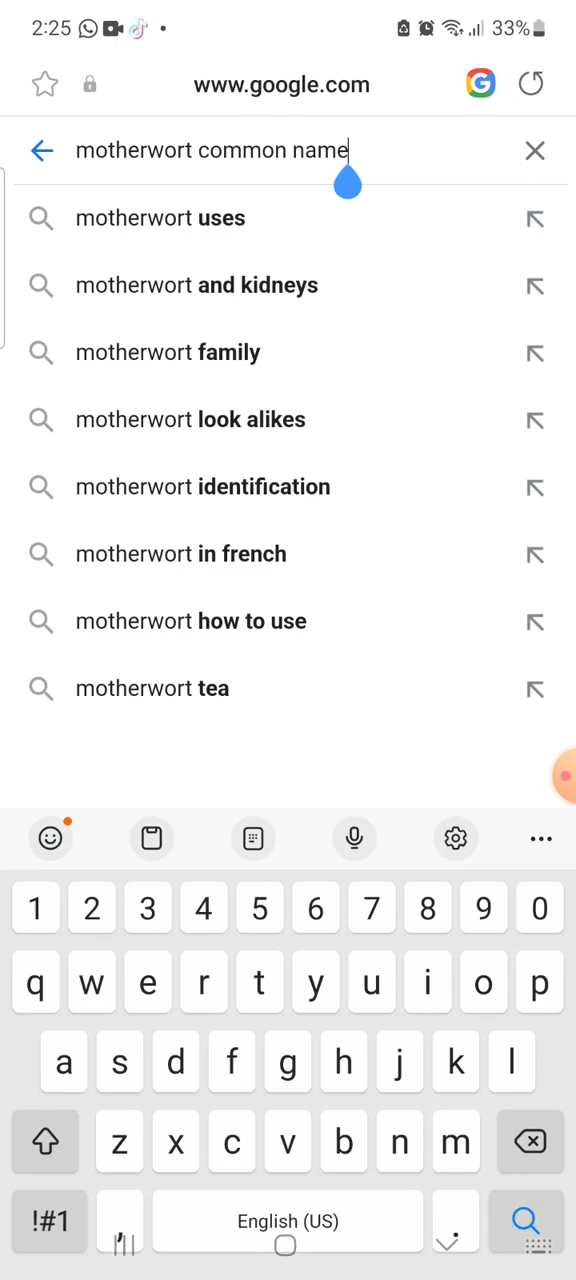 2:25
33%
www.google.com
motherwort common name
motherwort uses
motherwort and kidneys
motherwort family
motherwort look alikes
motherwort identification
motherwort in french
motherwort how to use
motherwort tea
1 2 3 4 5 6 7 8 9 0
q w e r t y u i o p
a s d f g h j k l
z x c v b n m
!#1 , English (US) .